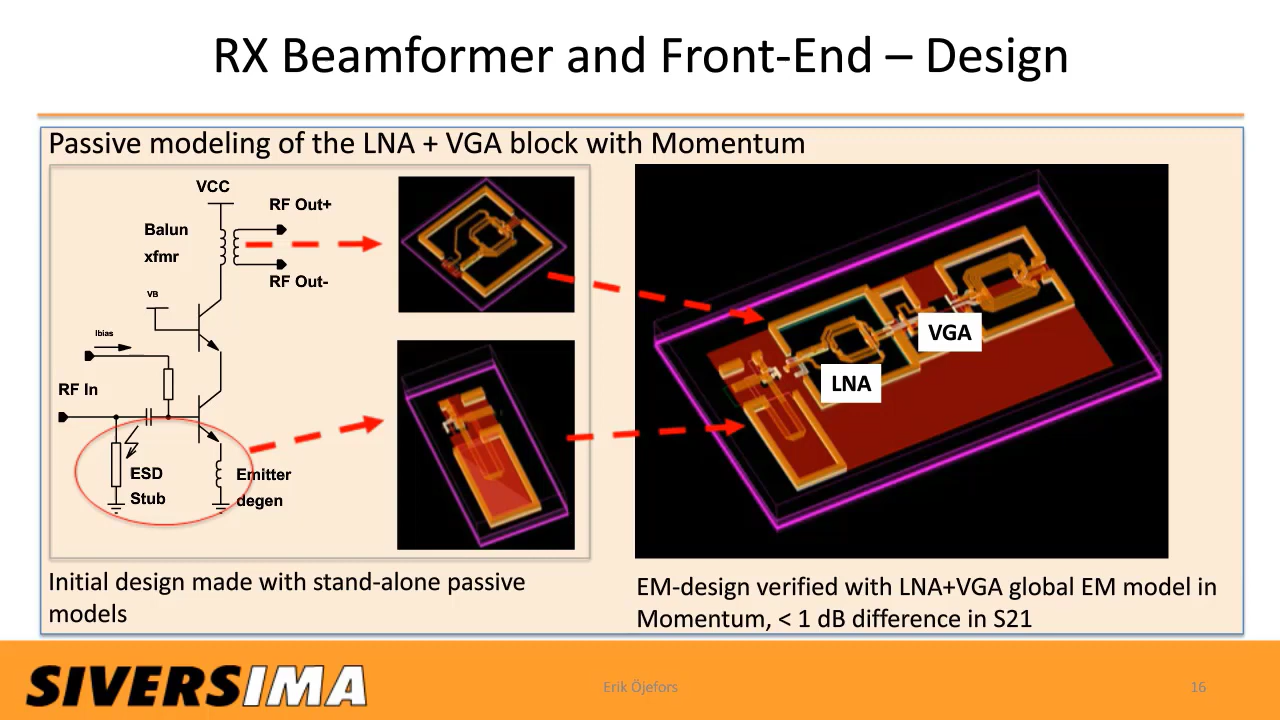 RX Beamformer and Front-End – Design
Passive modeling of the LNA + VGA block with Momentum
VCC
RF Out+
Balun
xfmr
RF Out-
VB
Ibias
RF In
ESD
Stub
Emitter
degen
VGA
LNA
Initial design made with stand-alone passive
models
EM-design verified with LNA+VGA global EM model in
Momentum, < 1 dB difference in S21
SIVERSIMA
Erik Öjefors
16